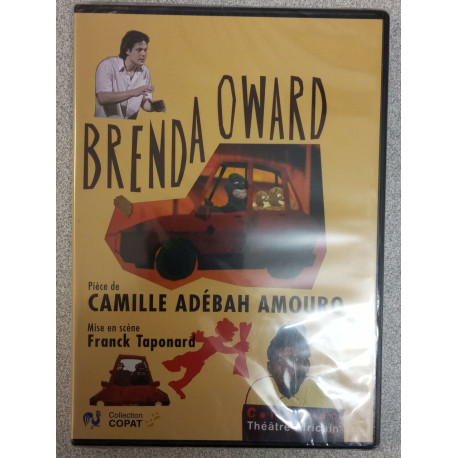 BRENDA OWARD
Pièce de
CAMILLE ADÉBAH AMOURO
Mise en scène
Franck Taponard
Collection
COPAT
Théâtre Africain